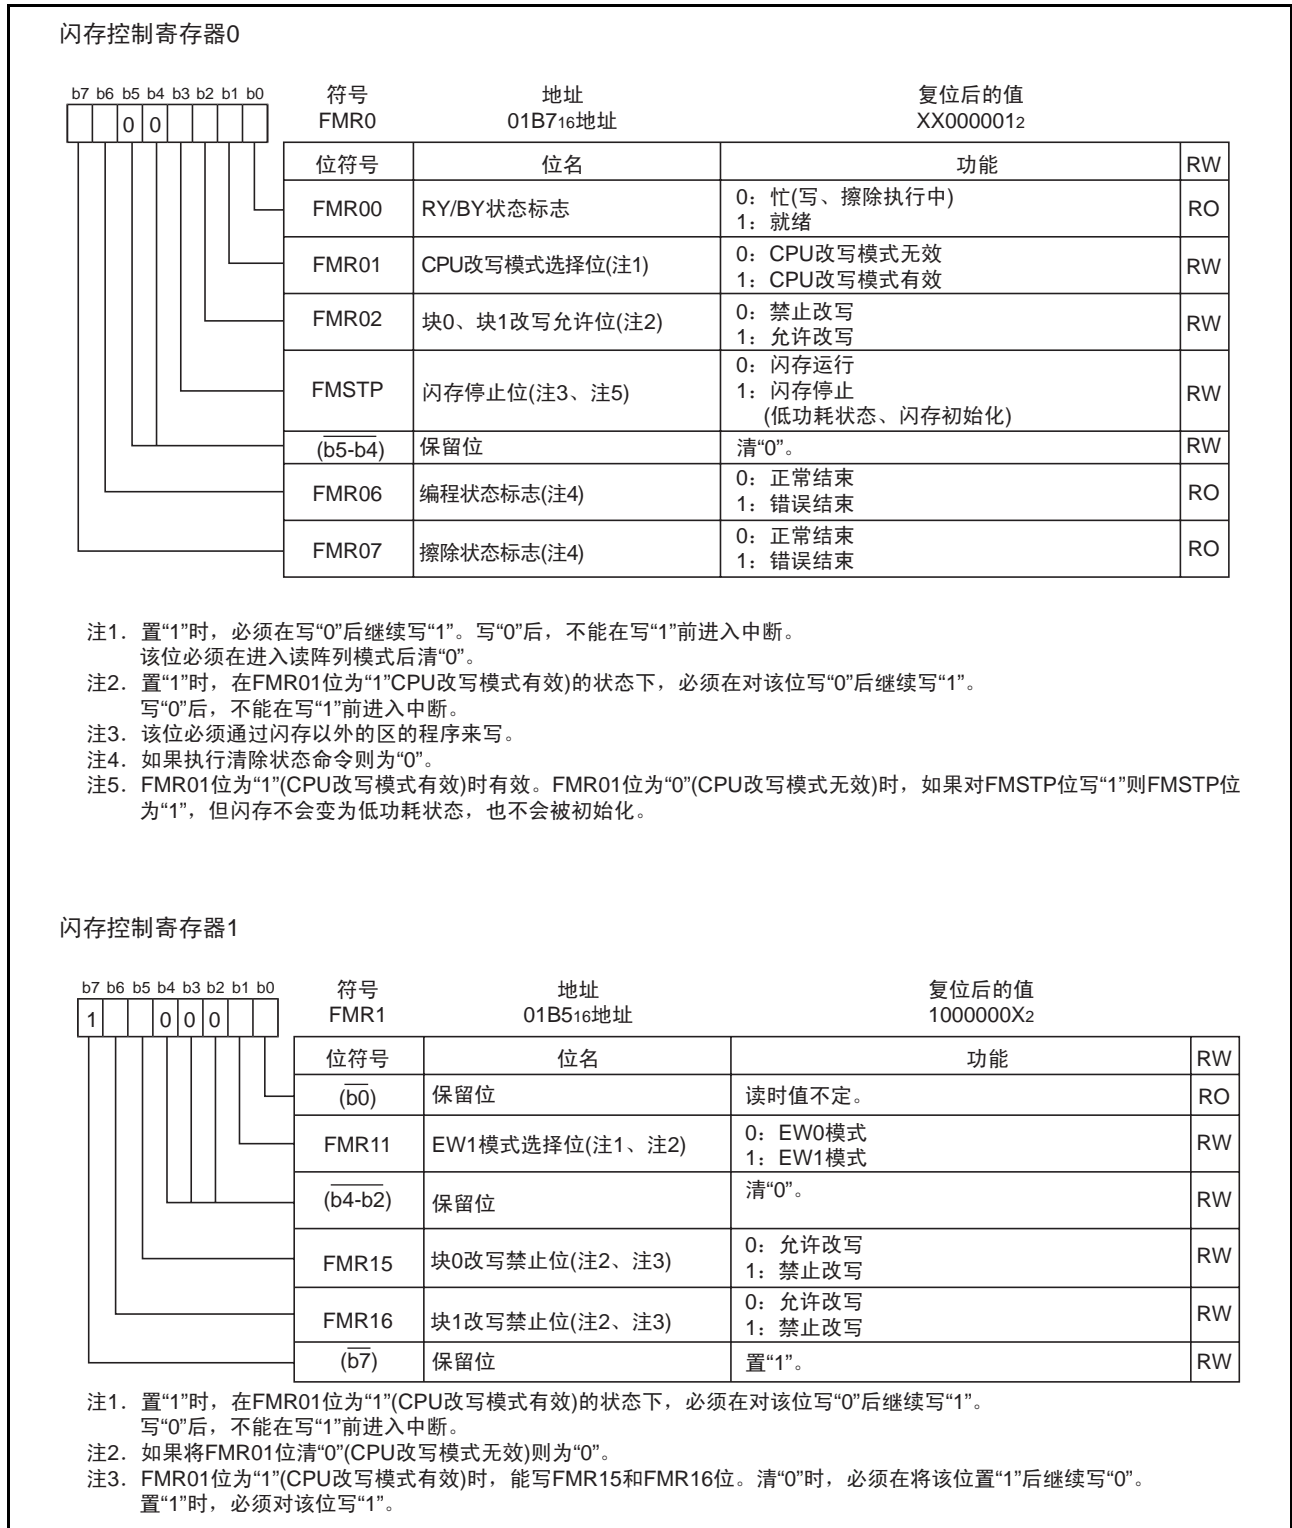 闪存控制寄存器0
b7 b6 b5 b4 b3 b2 b1 b0
符号 地址 复位后的值
FMR0 01B716地址 XX0000012
0 0
位符号 位名 功能 RW
FMR00 RY/BY状态标志 0：忙(写、擦除执行中) RO
1：就绪
FMR01 CPU改写模式选择位(注1) 0：CPU改写模式无效 RW
1：CPU改写模式有效
FMR02 块0、块1改写允许位(注2) 0：禁止改写 RW
1：允许改写
FMSTP 闪存停止位(注3、注5) 0：闪存运行 RW
1：闪存停止
(低功耗状态、闪存初始化)
(b5-b4) 保留位 清“0”。 RW
FMR06 编程状态标志(注4) 0：正常结束 RO
1：错误结束
FMR07 擦除状态标志(注4) 0：正常结束 RO
1：错误结束
注1．置“1”时，必须在写“0”后继续写“1”。写“0”后，不能在写“1”前进入中断。
该位必须在进入读阵列模式后清“0”。
注2．置“1”时，在FMR01位为“1”CPU改写模式有效)的状态下，必须在对该位写“0”后继续写“1”。
写“0”后，不能在写“1”前进入中断。
注3．该位必须通过闪存以外的区的程序来写。
注4．如果执行清除状态命令则为“0”。
注5．FMR01位为“1”(CPU改写模式有效)时有效。FMR01位为“0”(CPU改写模式无效)时，如果对FMSTP位写“1”则FMSTP位
为“1”，但闪存不会变为低功耗状态，也不会被初始化。
闪存控制寄存器1
b7 b6 b5 b4 b3 b2 b1 b0
符号 地址 复位后的值
FMR1 01B516地址 1000000X2
1 0 0 0
位符号 位名 功能 RW
(b0) 保留位 读时值不定。 RO
FMR11 EW1模式选择位(注1、注2) 0：EW0模式 RW
1：EW1模式
(b4-b2) 保留位 清“0”。 RW
FMR15 块0改写禁止位(注2、注3) 0：允许改写 RW
1：禁止改写
FMR16 块1改写禁止位(注2、注3) 0：允许改写 RW
1：禁止改写
(b7) 保留位 置“1”。 RW
注1．置“1”时，在FMR01位为“1”(CPU改写模式有效)的状态下，必须在对该位写“0”后继续写“1”。
写“0”后，不能在写“1”前进入中断。
注2．如果将FMR01位清“0”(CPU改写模式无效)则为“0”。
注3．FMR01位为“1”(CPU改写模式有效)时，能写FMR15和FMR16位。清“0”时，必须在将该位置“1”后继续写“0”。
置“1”时，必须对该位写“1”。